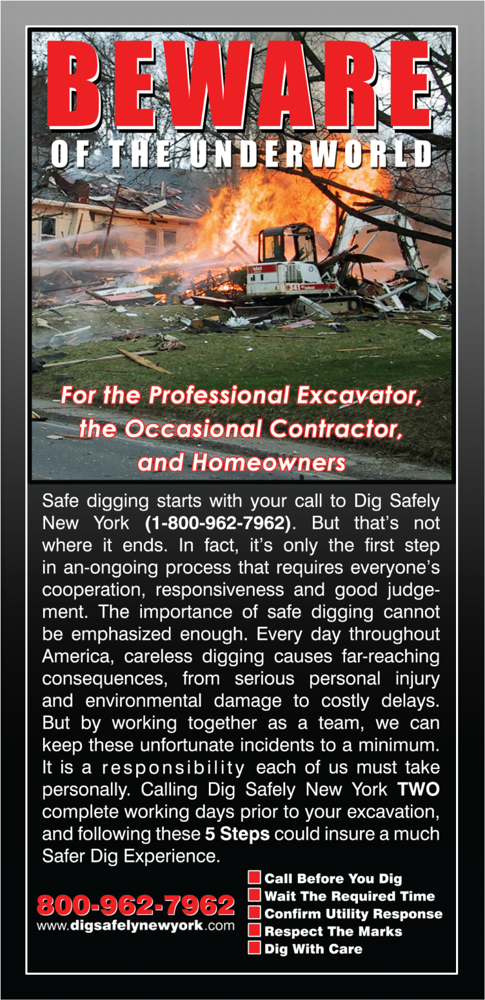 BEWARE
OF THE UNDERWORLD
bobcat
341 bobcat
For the Professional Excavator,
the Occasional Contractor,
and Homeowners
Safe digging starts with your call to Dig Safely
New York (1-800-962-7962). But that's not
where it ends. In fact, it's only the first step
in an-ongoing process that requires everyone's
cooperation, responsiveness and good judge-
ment. The importance of safe digging cannot
be emphasized enough. Every day throughout
America, careless digging causes far-reaching
consequences, from serious personal injury
and environmental damage to costly delays.
But by working together as a team, we can
keep these unfortunate incidents to a minimum.
It is a responsibility each of us must take
personally. Calling Dig Safely New York TWO
complete working days prior to your excavation,
and following these 5 Steps could insure a much
Safer Dig Experience.
800-962-7962
www.digsafelynewyork.com
Call Before You Dig
Wait The Required Time
Confirm Utility Response
Respect The Marks
Dig With Care